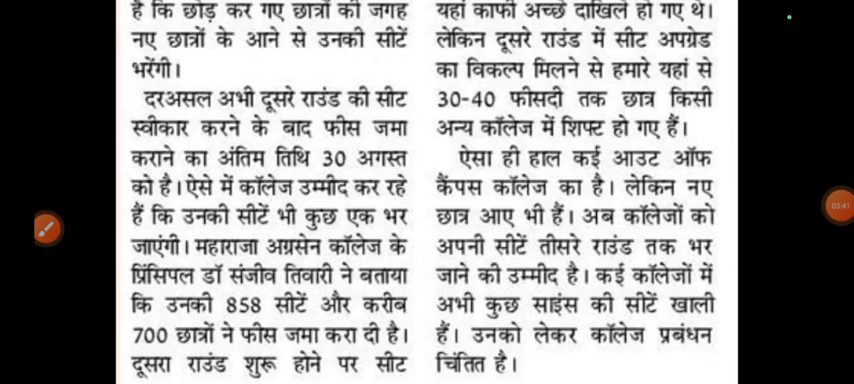 है कि छोड़ कर गए छात्रों की जगह
नए छात्रों के आने से उनकी सीटें
भरेंगी।
दरअसल अभी दूसरे राउंड की सीट
स्वीकार करने के बाद फीस जमा
कराने का अंतिम तिथि 30 अगस्त
को है। ऐसे में कॉलेज उम्मीद कर रहे
हैं कि उनकी सीटें भी कुछ एक भर
जाएंगी। महाराजा अग्रसेन कॉलेज के
प्रिंसिपल डॉ संजीव तिवारी ने बताया
कि उनकी 858 सीटें और करीब
700 छात्रों ने फीस जमा करा दी है।
दूसरा राउंड शुरू होने पर सीट
यहां काफी अच्छे दाखिले हो गए थे।
लेकिन दूसरे राउंड में सीट अपग्रेड
का विकल्प मिलने से हमारे यहां से
30-40 फीसदी तक छात्र किसी
अन्य कॉलेज में शिफ्ट हो गए हैं।
ऐसा ही हाल कई आउट ऑफ
कैंपस कॉलेज का है। लेकिन नए
छात्र आए भी हैं। अब कॉलेजों को
अपनी सीटें तीसरे राउंड तक भर
जाने की उम्मीद है। कई कॉलेजों में
अभी कुछ साइंस की सीटें खाली
हैं। उनको लेकर कॉलेज प्रबंधन
चिंतित है।
03:41